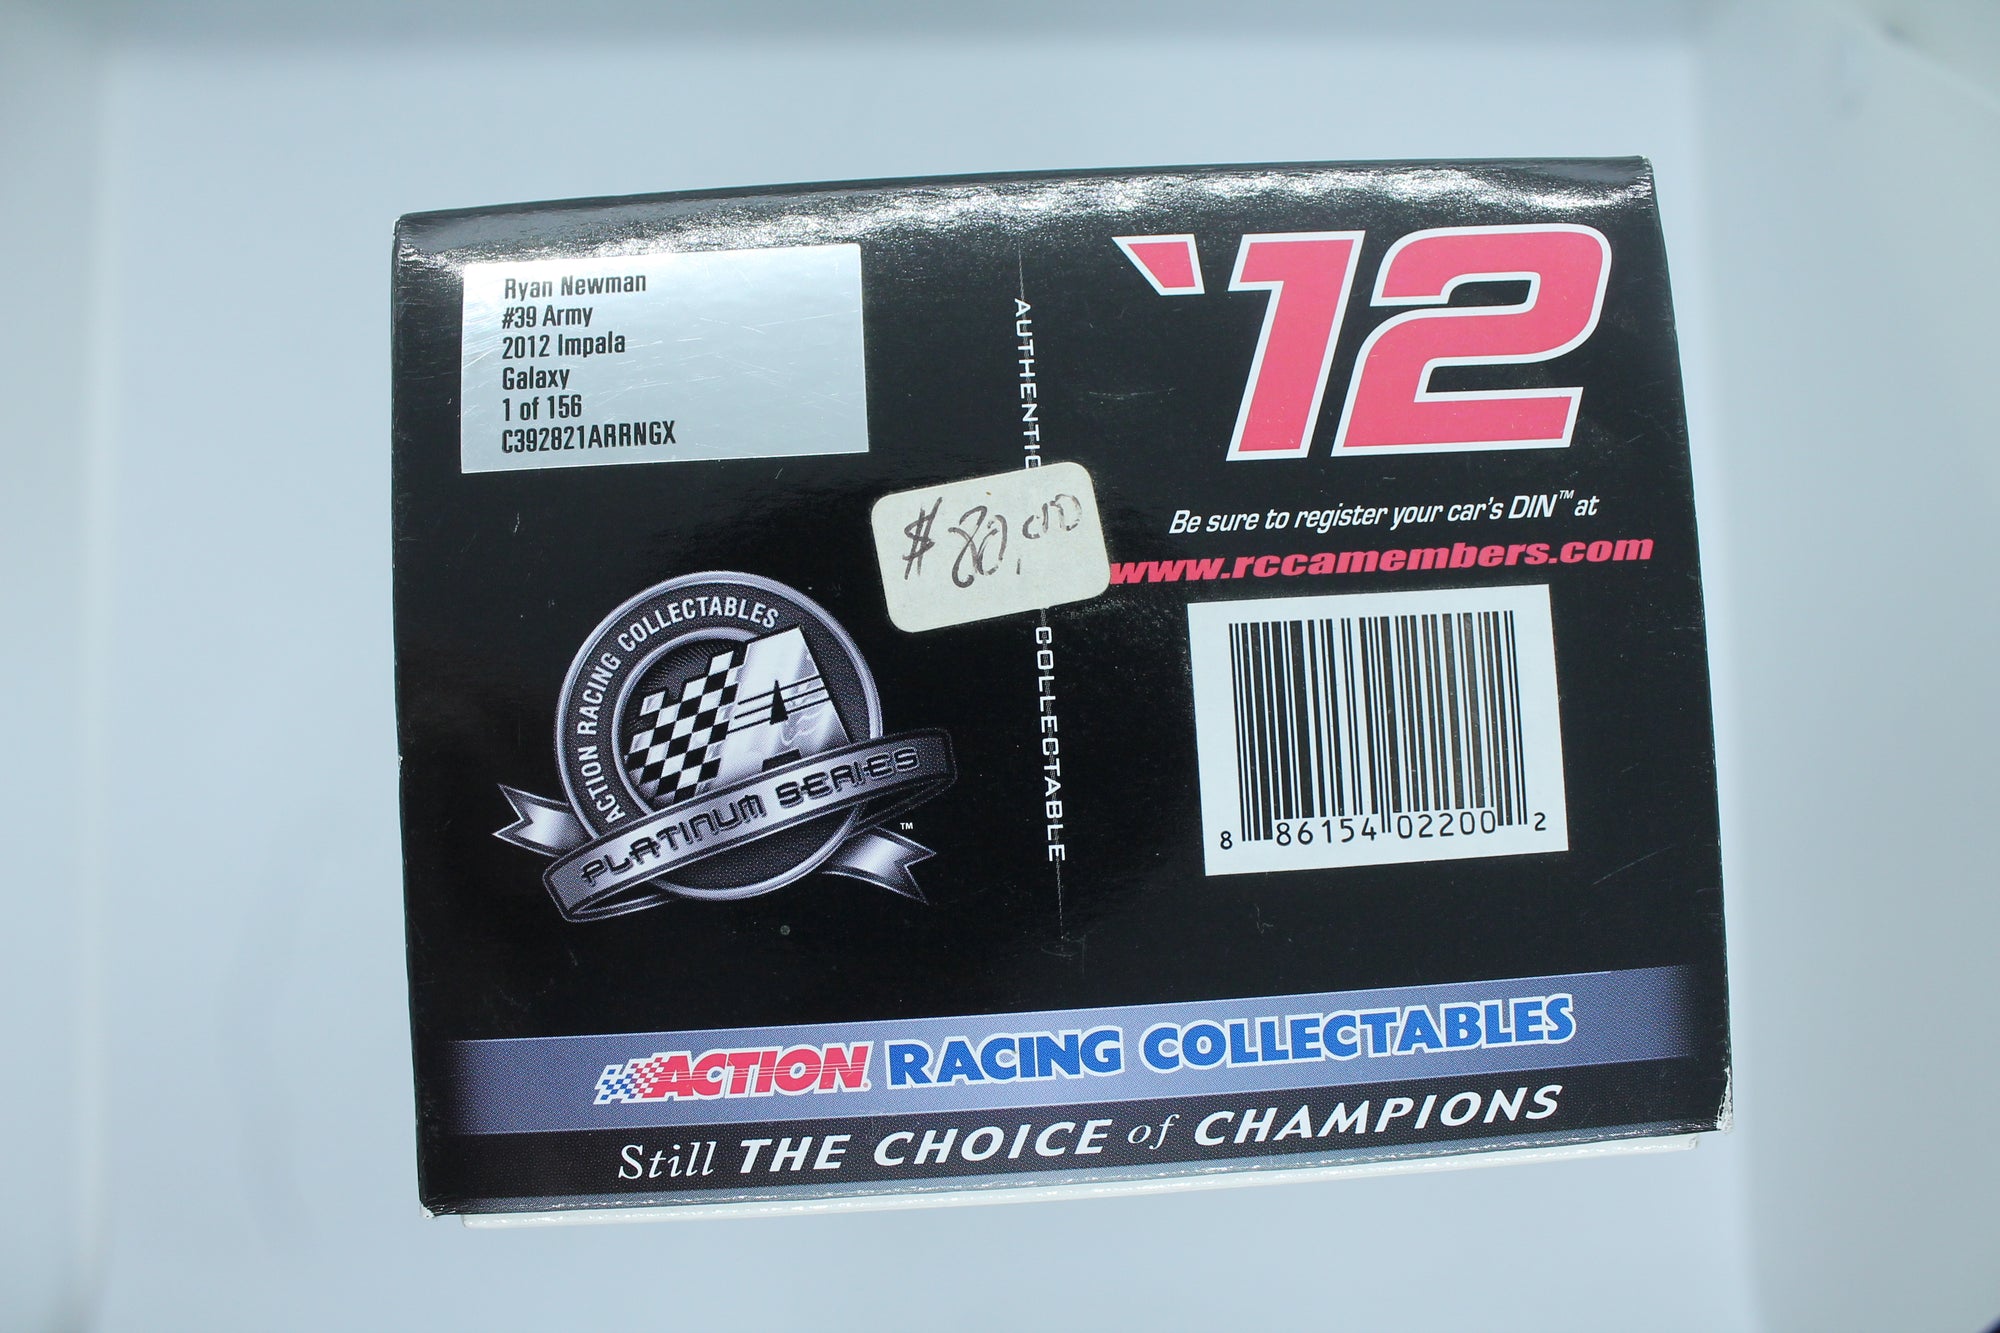 Ryan Newman
#39 Army
2012 Impala
Galaxy
1 of 156
C392821ARRNGX
'12
AUTHENTIC COLLECTABLE
$80.00
Be sure to register your car's DIN™ at
www.rccamembers.com
ACTION RACING COLLECTABLES
A
PLATINUM SERIES
™
8 86154 02200 2
ACTION RACING COLLECTABLES
Still THE CHOICE of CHAMPIONS